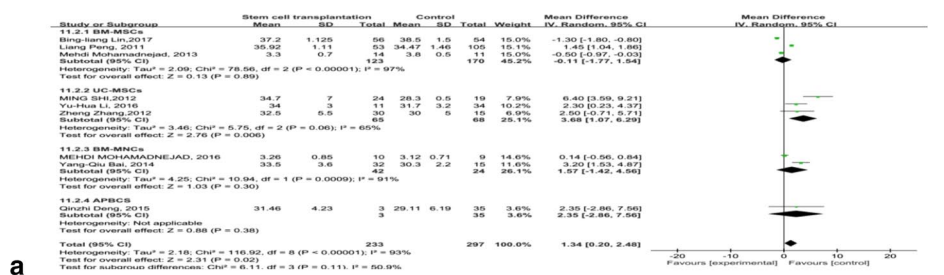 Stem cell transplantation Control Mean Difference Mean Difference
Study or Subgroup Mean SD Total Mean SD Total Weight IV, Random, 95% CI IV, Random, 95% CI
11.2.1 BM-MSCs
Bing-liang Lin,2017 37.2 1.125 56 38.5 1.5 54 15.0% -1.30 [-1.80, -0.80]
Liang Peng, 2011 35.92 1.11 53 34.47 1.46 105 15.0% 1.45 [1.04, 1.86]
Mehdi Mohamadnejad, 2013 3.3 0.7 14 3.8 0.5 11 15.0% -0.50 [-0.97, -0.03]
Subtotal (95% CI) 123 170 45.2% -0.11 [-1.77, 1.54]
Heterogeneity: Tau² = 2.09; Chi² = 78.56, df = 2 (P < 0.00001); I² = 97%
Test for overall effect: Z = 0.13 (P = 0.89)
11.2.2 UC-MSCs
MING SHI,2012 34.7 7 24 28.3 0.5 19 9.0% 6.40 [3.59, 9.21]
Yu-Hua Li, 2016 34 3 11 31.7 3.2 34 2.30 [0.23, 4.37]
Zheng Zhang,2012 32.5 5.5 30 30 5 15 2.50 [-0.71, 5.71]
Subtotal (95% CI) 65 68 25.1% 3.68 [1.07, 6.29]
Heterogeneity: Tau² = 3.46; Chi² = 5.75, df = 2 (P = 0.06); I² = 65%
Test for overall effect: Z = 2.76 (P = 0.006)
11.2.3 BM-MNCs
MEHDI MOHAMADNEJAD, 2016 3.26 0.85 10 3.12 0.71 9 14.6% 0.14 [-0.56, 0.84]
Yang-Qiu Bai, 2014 33.5 3.6 32 30.3 2.2 15 3.20 [1.53, 4.87]
Subtotal (95% CI) 42 24 26.1% 1.57 [-1.42, 4.56]
Heterogeneity: Tau² = 4.25; Chi² = 10.94, df = 1 (P = 0.0009); I² = 91%
Test for overall effect: Z = 1.03 (P = 0.30)
11.2.4 APBCS
Qinzhi Deng, 2015 31.46 4.23 3 29.11 6.19 35 3.6% 2.35 [-2.86, 7.56]
Subtotal (95% CI) 3 35 3.6% 2.35 [-2.86, 7.56]
Heterogeneity: Not applicable
Test for overall effect: Z = 0.88 (P = 0.38)
Total (95% CI) 233 297 100.0% 1.34 [0.20, 2.48]
Heterogeneity: Tau² = 2.18; Chi² = 116.92, df = 8 (P < 0.00001); I² = 93%
Test for overall effect: Z = 2.31 (P = 0.02)
Test for subgroup differences: Chi² = 6.11, df = 3 (P = 0.11), I² = 50.9%
-20 -10 0 10 20
Favours [experimental] Favours [control]
a